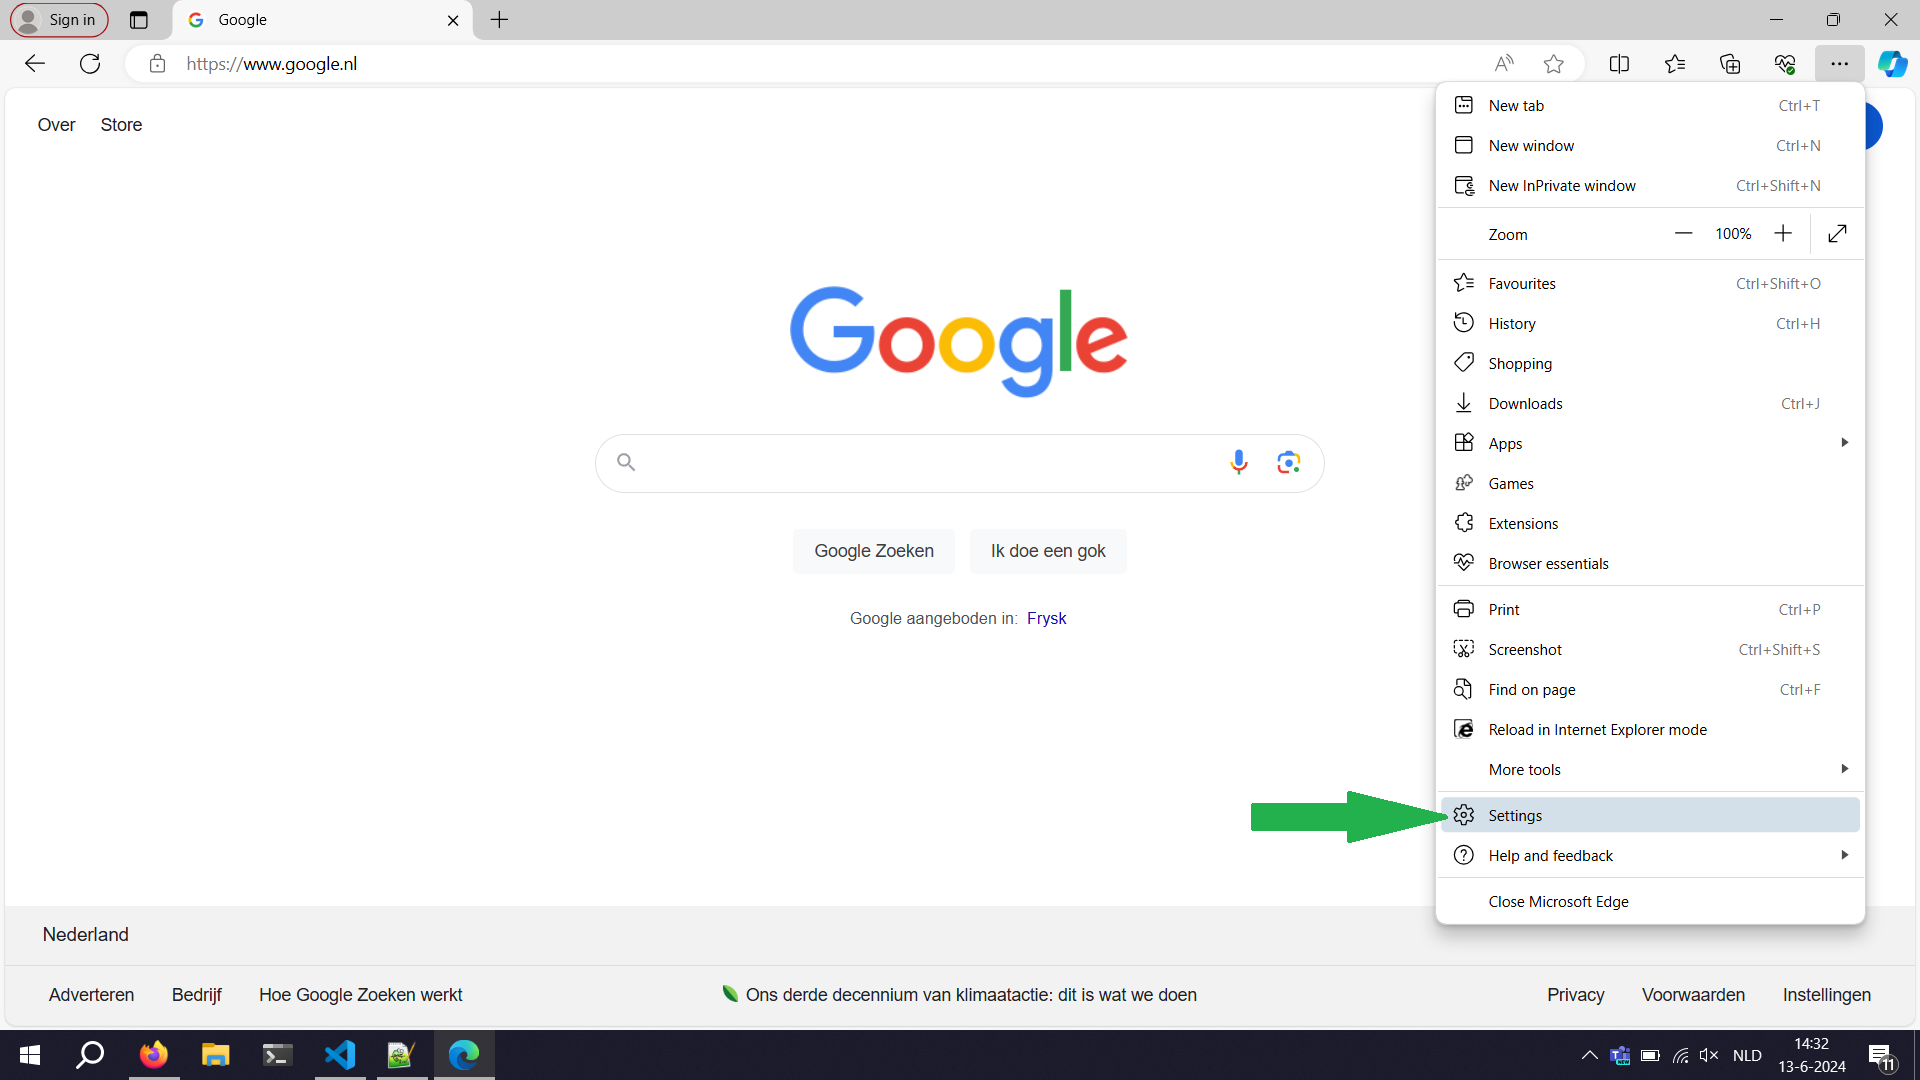 Sign in
Google
https://www.google.nl
Over Store
New tab Ctrl+T
New window Ctrl+N
New InPrivate window Ctrl+Shift+N
Zoom 100%
Favourites Ctrl+Shift+O
History Ctrl+H
Shopping
Downloads Ctrl+J
Apps
Games
Extensions
Browser essentials
Print Ctrl+P
Screenshot Ctrl+Shift+S
Find on page Ctrl+F
Reload in Internet Explorer mode
More tools
Settings
Help and feedback
Close Microsoft Edge
Google
Google Zoeken Ik doe een gok
Google aangeboden in: Frysk
Nederland
Adverteren Bedrijf Hoe Google Zoeken werkt Ons derde decennium van klimaatactie: dit is wat we doen Privacy Voorwaarden Instellingen
NLD
14:32
13-6-2024
11